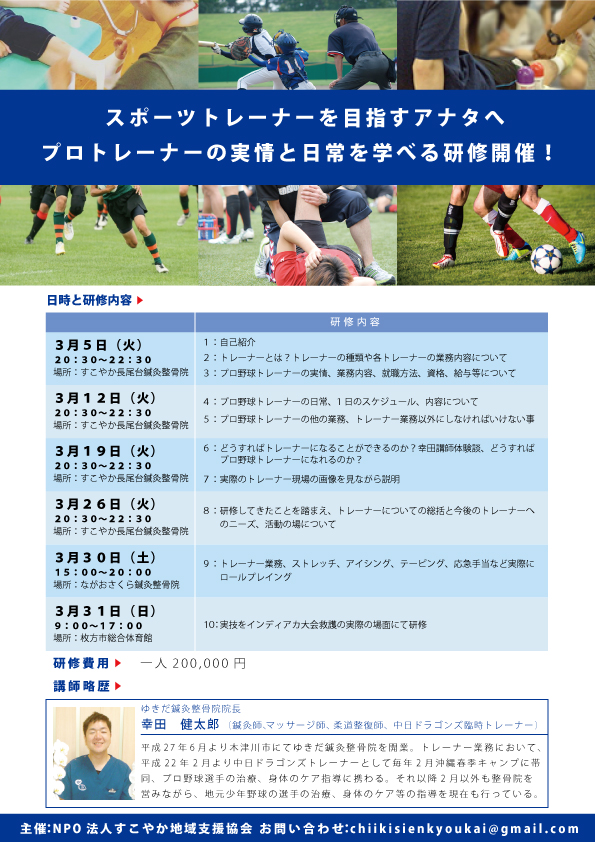 スポーツトレーナーを目指すアナタへ
プロトレーナーの実情と日常を学べる研修開催！
日時と研修内容
研修内容
3月5日（火）
20：30～22：30
場所：すこやか長尾台鍼灸整骨院
1：自己紹介
2：トレーナーとは？トレーナーの種類や各トレーナーの業務内容について
3：プロ野球トレーナーの実情、業務内容、就職方法、資格、給与等について
3月12日（火）
20：30～22：30
場所：すこやか長尾台鍼灸整骨院
4：プロ野球トレーナーの日常、1日のスケジュール、内容について
5：プロ野球トレーナーの他の業務、トレーナー業務以外にしなければいけない事
3月19日（火）
20：30～22：30
場所：すこやか長尾台鍼灸整骨院
6：どうすればトレーナーになることができるのか？幸田講師体験談、どうすれば
プロ野球トレーナーになれるのか？
7：実際のトレーナー現場の画像を見ながら説明
3月26日（火）
20：30～22：30
場所：すこやか長尾台鍼灸整骨院
8：研修してきたことを踏まえ、トレーナーについての総括と今後のトレーナーへ
のニーズ、活動の場について
3月30日（土）
15：00～20：00
場所：ながおさくら鍼灸整骨院
9：トレーナー業務、ストレッチ、アイシング、テーピング、応急手当など実際に
ロールプレイング
3月31日（日）
9：00～17：00
場所：枚方市総合体育館
10：実技をインディアカ大会救護の実際の場面にて研修
研修費用 一人 200,000 円
講師略歴
ゆきだ鍼灸整骨院院長
幸田 健太郎（鍼灸師、マッサージ師、柔道整復師、中日ドラゴンズ臨時トレーナー）
平成27年6月より木津川市にてゆきだ鍼灸整骨院を開業。トレーナー業務において、
平成22年2月より中日ドラゴンズトレーナーとして毎年2月沖縄春季キャンプに帯
同、プロ野球選手の治療、身体のケア指導に携わる。それ以降2月以外も整骨院を
営みながら、地元少年野球の選手の治療、身体のケア等の指導を現在も行っている。
主催：NPO法人すこやか地域支援協会 お問い合わせ：chiikisienkyoukai@gmail.com